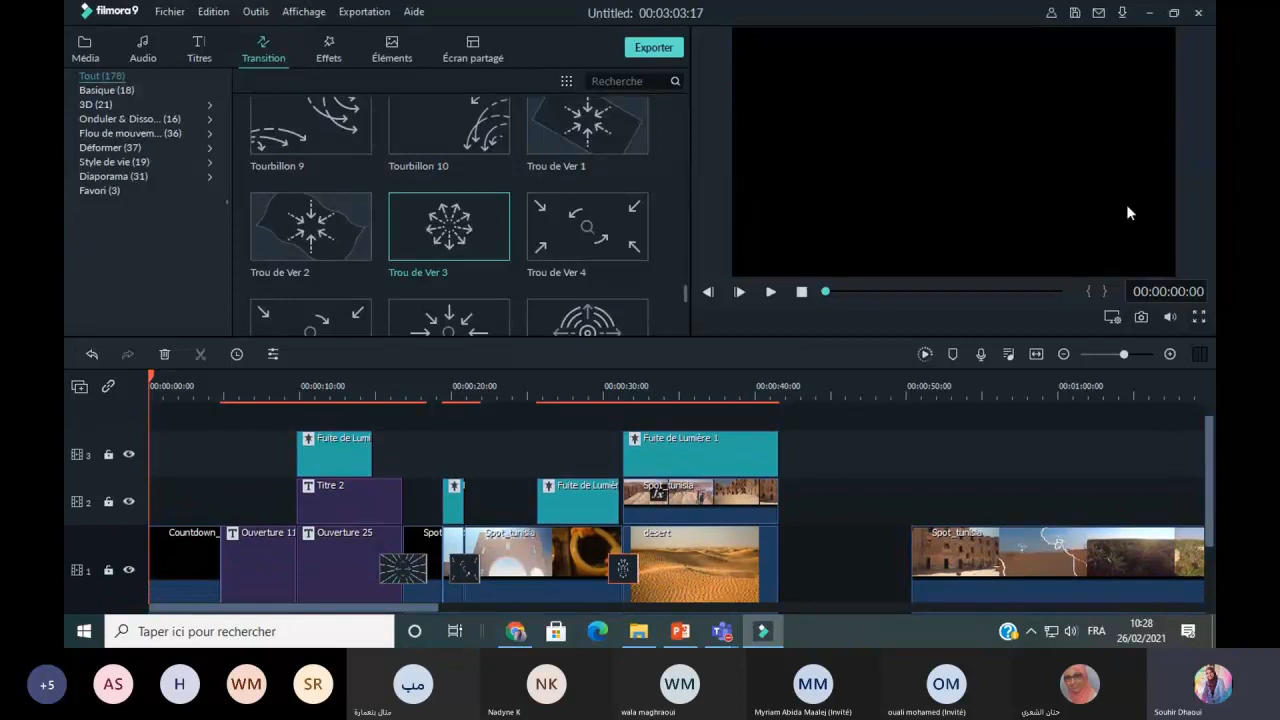 filmora9 Fichier Edition Outils Affichage Exportation Aide Untitled: 00:03:03:17
Média Audio Titres Transition Effets Éléments Écran partagé Exporter
Tout (178)
Recherche
Basique (18)
3D (21)
Onduler & Disso... (16)
Flou de mouvem... (36)
Déformer (37)
Style de vie (19)
Diaporama (31)
Favori (3)
Tourbillon 9 Tourbillon 10 Trou de Ver 1
Trou de Ver 2 Trou de Ver 3 Trou de Ver 4
{ } 00:00:00:00
00:00:00:00 00:00:10:00 00:00:20:00 00:00:30:00 00:00:40:00 00:00:50:00 00:01:00:00
3 Fuite de Lumi Fuite de Lumière 1
2 T Titre 2 Fuite de Lumièr Spot_tunisia
fx
1 Countdown_ T Ouverture 11 T Ouverture 25 Spot Spot_tunisia desert Spot_tunisia
Taper ici pour rechercher
FRA
10:28
26/02/2021
+5 AS H WM SR مب NK WM MM OM
منال بنعمارة Nadyne K wala maghraoui Myriam Abida Maalej (Invité) ouali mohamed (Invité) حنان الشعري Souhir Dhaoui